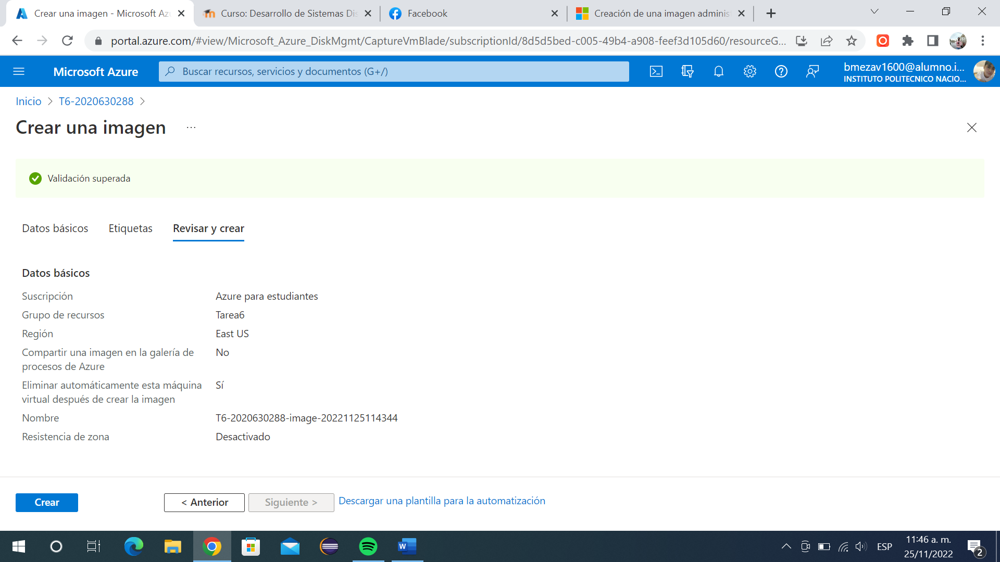 Crear una imagen - Microsoft Az
Curso: Desarrollo de Sistemas Dis
Facebook
Creación de una imagen adminis
portal.azure.com/#view/Microsoft_Azure_DiskMgmt/CaptureVmBlade/subscriptionId/8d5d5bed-c005-49b4-a908-feef3d105d60/resourceG...
Microsoft Azure
Buscar recursos, servicios y documentos (G+/)
bmezav1600@alumno.i...
INSTITUTO POLITECNICO NACIO...
Inicio > T6-2020630288 >
Crear una imagen ...
Validación superada
Datos básicos Etiquetas Revisar y crear
Datos básicos
Suscripción Azure para estudiantes
Grupo de recursos Tarea6
Región East US
Compartir una imagen en la galería de No
procesos de Azure
Eliminar automáticamente esta máquina Sí
virtual después de crear la imagen
Nombre T6-2020630288-image-20221125114344
Resistencia de zona Desactivado
Crear
< Anterior
Siguiente >
Descargar una plantilla para la automatización
W
ESP
11:46 a. m.
25/11/2022
2